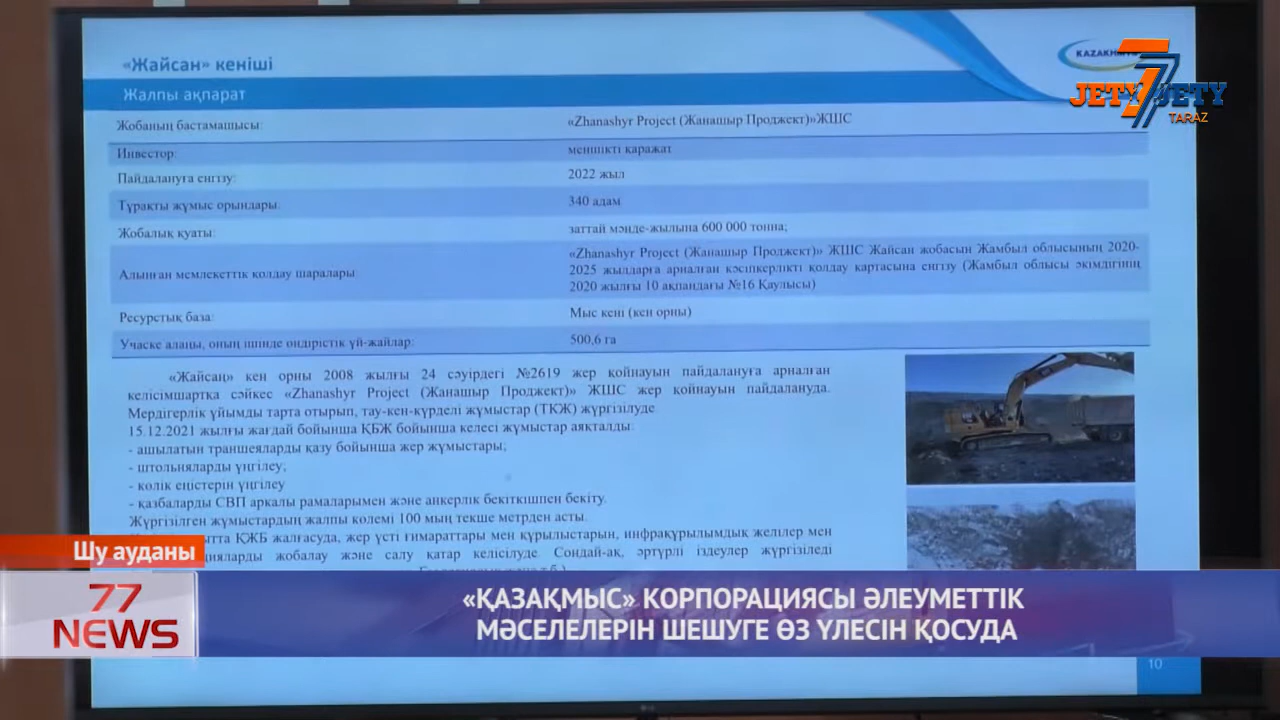 «Жайсан» кеніші
KAZAKHMYS
JETY 7 JETY
TARAZ
Жалпы ақпарат
Жобаның бастамашысы: «Zhanashyr Project (Жанашыр Проджект)»ЖШС
Инвестор: меншікті қаражат
Пайдалануға енгізу: 2022 жыл
Тұрақты жұмыс орындары: 340 адам
Жобалық қуаты: заттай мәнде-жылына 600 000 тонна;
Алынған мемлекеттік қолдау шаралары: «Zhanashyr Project (Жанашыр Проджект)» ЖШС Жайсан жобасын Жамбыл облысының 2020-
2025 жылдарға арналған кәсіпкерлікті қолдау картасына енгізу (Жамбыл облысы әкімдігінің
2020 жылғы 10 ақпандағы №16 Қаулысы)
Ресурстық база: Мыс кені (кен орны)
Учаске алаңы, оның ішінде өндірістік үй-жайлар: 500,6 га
«Жайсаң» кен орны 2008 жылғы 24 сәуірдегі №2619 жер қойнауын пайдалануға арналған
келісімшартқа сәйкес «Zhanashyr Project (Жанашыр Проджект)» ЖШС жер қойнауын пайдалануда.
Мердігерлік ұйымды тарта отырып, тау-кен-күрделі жұмыстар (ТКЖ) жүргізілуде
15.12.2021 жылғы жағдай бойынша ҚБЖ бойынша келесі жұмыстар аяқталды:
- ашылатын траншеяларды қазу бойынша жер жұмыстары;
- штольняларды үңгілеу;
- көлік еңістерін үңгілеу
- қазбаларды СВП аркалы рамаларымен және анкерлік бекіткішпен бекіту.
Жүргізілген жұмыстардың жалпы көлемі 100 мың текше метрден асты.
ҚЖБ жалғасуда, жер үсті ғимараттары мен құрылыстарын, инфрақұрылымдық желілер мен
жобалау және салу қатар келісілуде. Сондай-ақ, әртүрлі іздеулер жүргізіледі
Шу ауданы
77
NEWS
«ҚАЗАҚМЫС» КОРПОРАЦИЯСЫ ӘЛЕУМЕТТІК
МӘСЕЛЕЛЕРІН ШЕШУГЕ ӨЗ ҮЛЕСІН ҚОСУДА
10